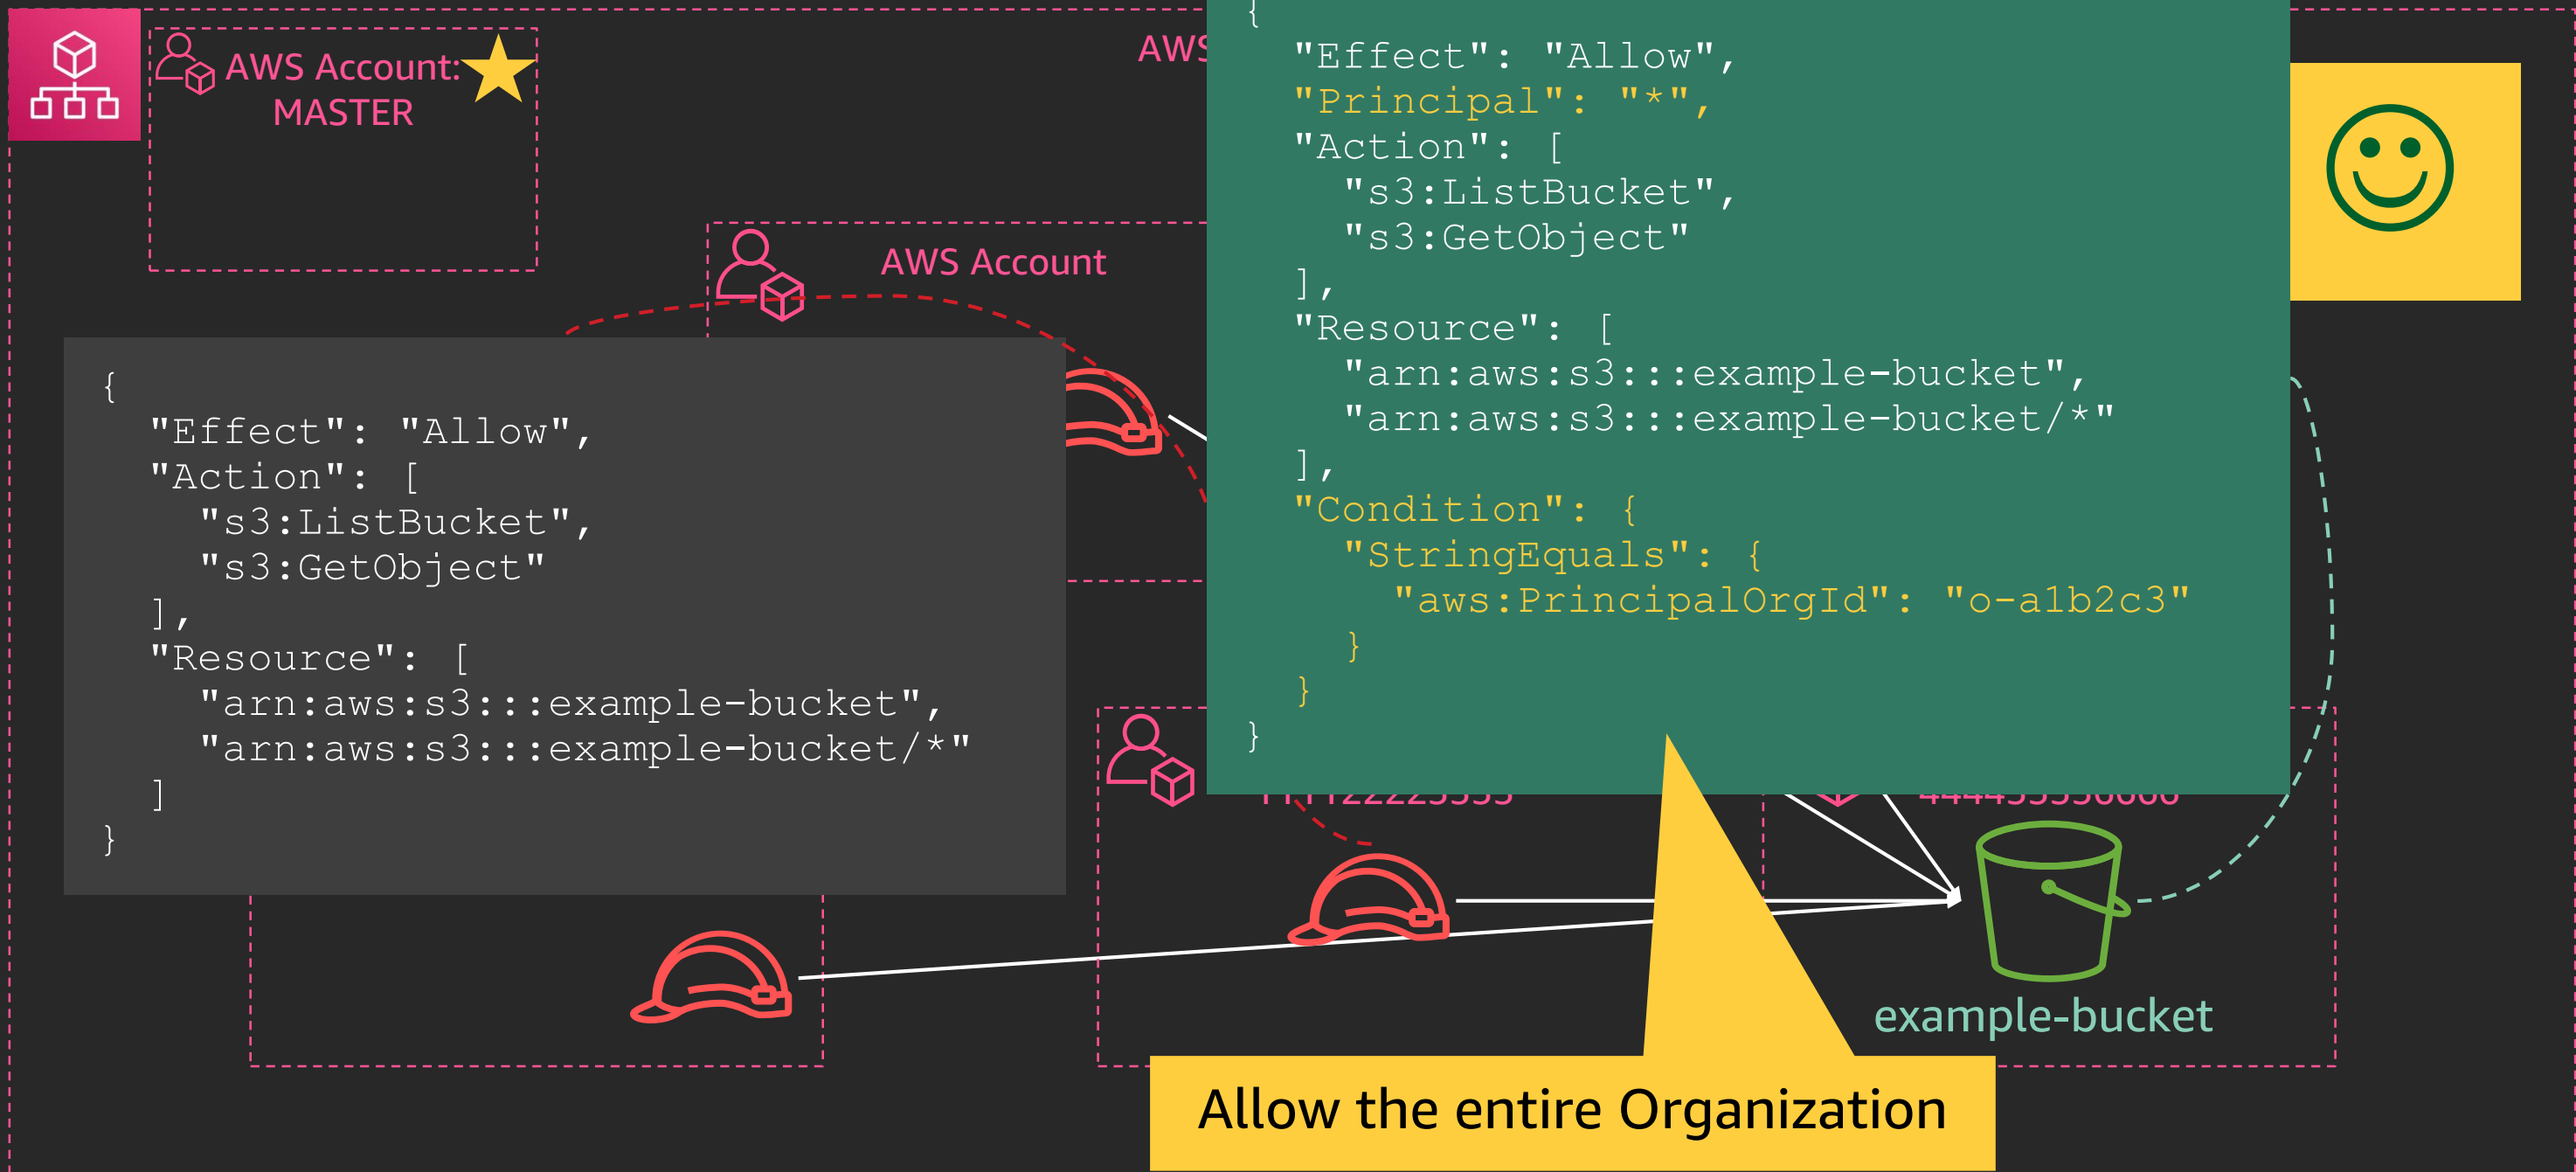 AWS Account:
MASTER
AWS
AWS Account
{
"Effect": "Allow",
"Action": [
"s3:ListBucket",
"s3:GetObject"
],
"Resource": [
"arn:aws:s3:::example-bucket",
"arn:aws:s3:::example-bucket/*"
]
}
{
"Effect": "Allow",
"Principal": "*",
"Action": [
"s3:ListBucket",
"s3:GetObject"
],
"Resource": [
"arn:aws:s3:::example-bucket",
"arn:aws:s3:::example-bucket/*"
],
"Condition": {
"StringEquals": {
"aws:PrincipalOrgId": "o-a1b2c3"
}
}
}
example-bucket
Allow the entire Organization